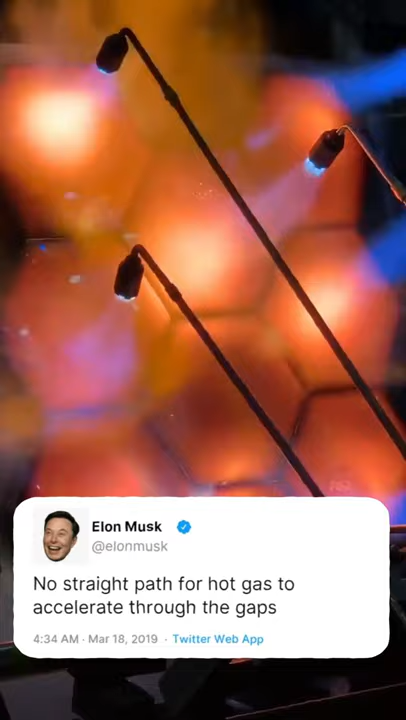 Elon Musk
@elonmusk
No straight path for hot gas to
accelerate through the gaps
4:34 AM · Mar 18, 2019 · Twitter Web App